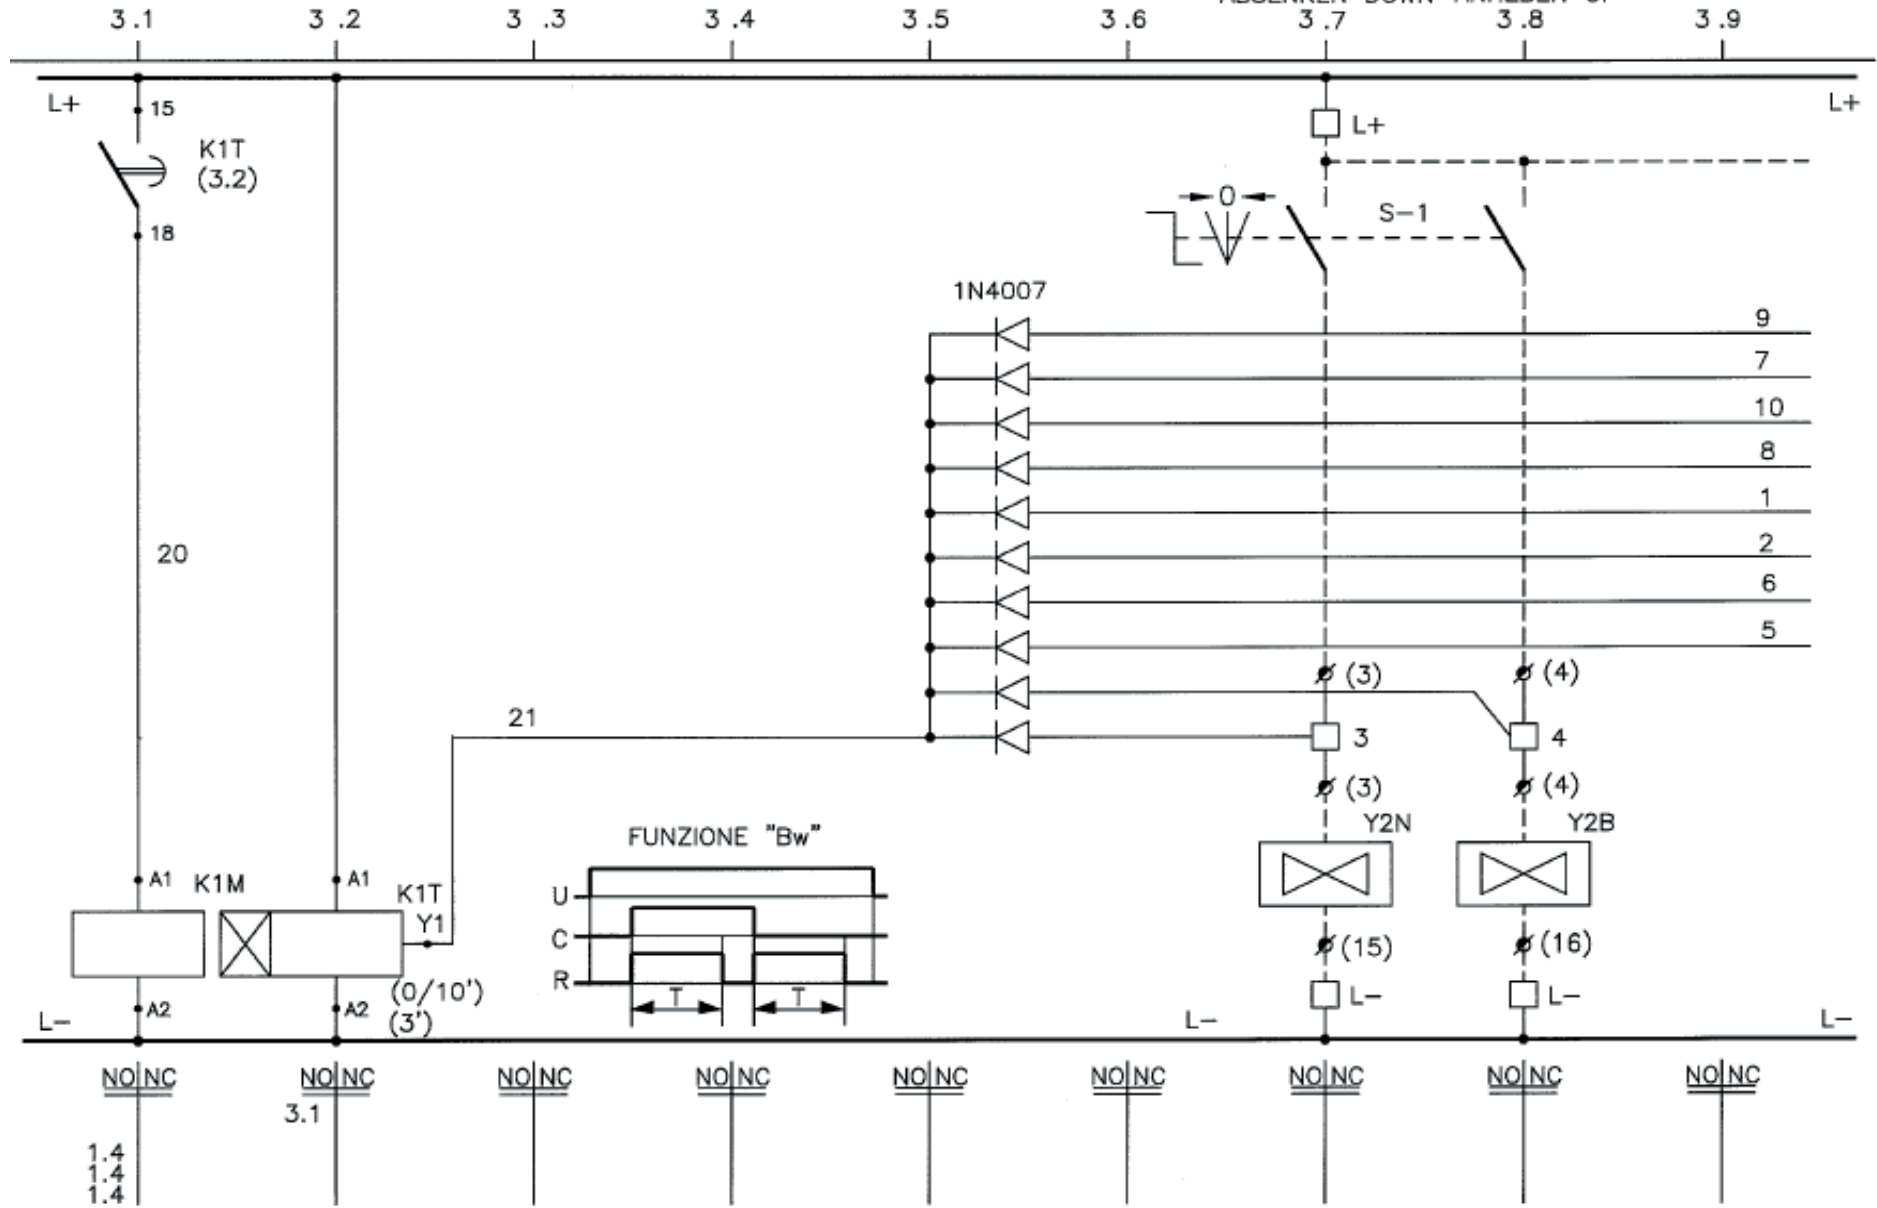 3.1 3.2 3.3 3.4 3.5 3.6 3.7 3.8 3.9
L+ 15 L+ L+
K1T
(3.2)
0
18 S-1
1N4007
9
7
10
8
1
20 2
6
5
(3) (4)
21 3 4
(3) (4)
FUNZIONE "Bw" Y2N Y2B
A1 K1M A1 K1T
U
Y1
C (15) (16)
R
T T
A2 A2 (0/10')
(3')
L- L-
L- L- L-
NO NC NO NC NO NC NO NC NO NC NO NC NO NC NO NC NO NC
3.1
1.4
1.4
1.4